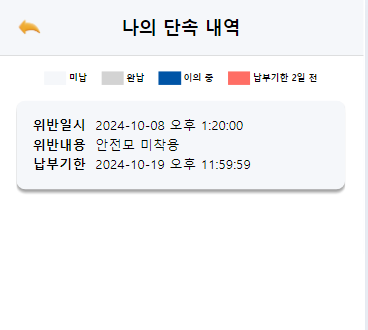 나의 단속 내역
미납 완납 이의 중 납부기한 2일 전
위반일시 2024-10-08 오후 1:20:00
위반내용 안전모 미착용
납부기한 2024-10-19 오후 11:59:59